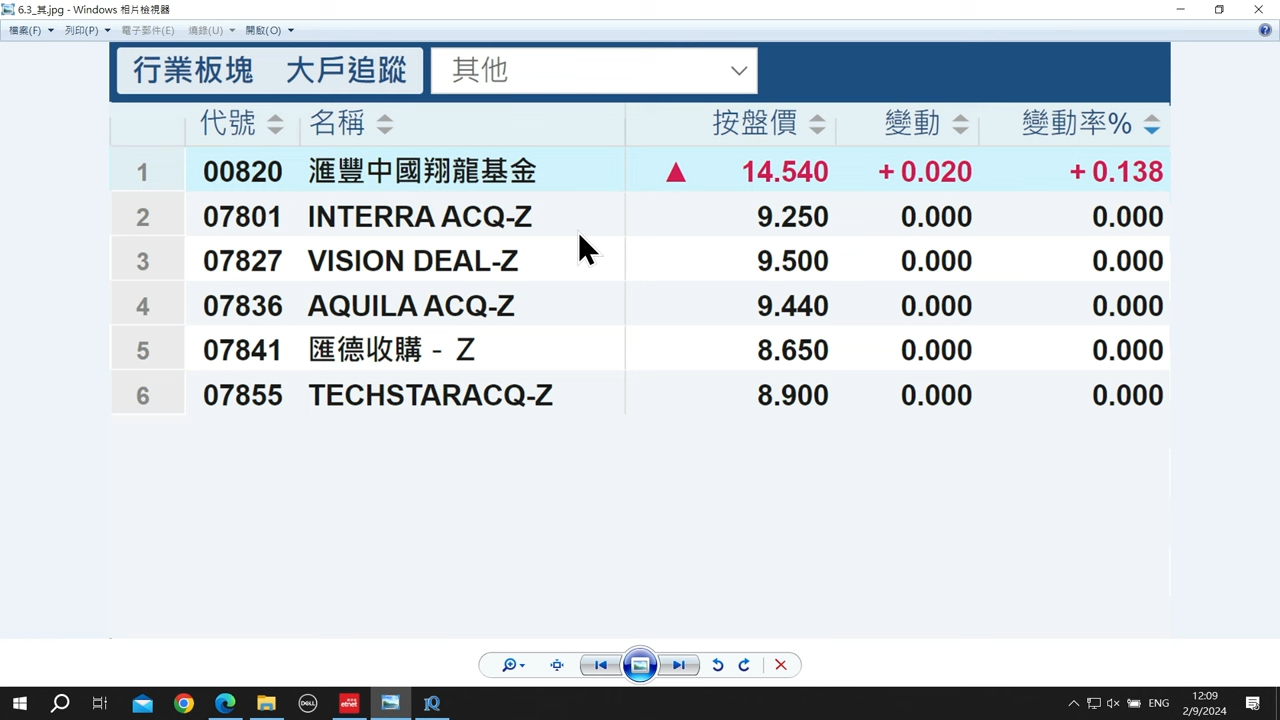 6.3_其.jpg - Windows 相片檢視器
檔案(F) 列印(P) 電子郵件(E) 燒錄(U) 開啟(O)
行業板塊 大戶追蹤 其他
代號 名稱 按盤價 變動 變動率%
1 00820 滙豐中國翔龍基金 ▲ 14.540 + 0.020 + 0.138
2 07801 INTERRA ACQ-Z 9.250 0.000 0.000
3 07827 VISION DEAL-Z 9.500 0.000 0.000
4 07836 AQUILA ACQ-Z 9.440 0.000 0.000
5 07841 匯德收購－Ｚ 8.650 0.000 0.000
6 07855 TECHSTARACQ-Z 8.900 0.000 0.000
DELL etnet IQ ENG 12:09
2/9/2024